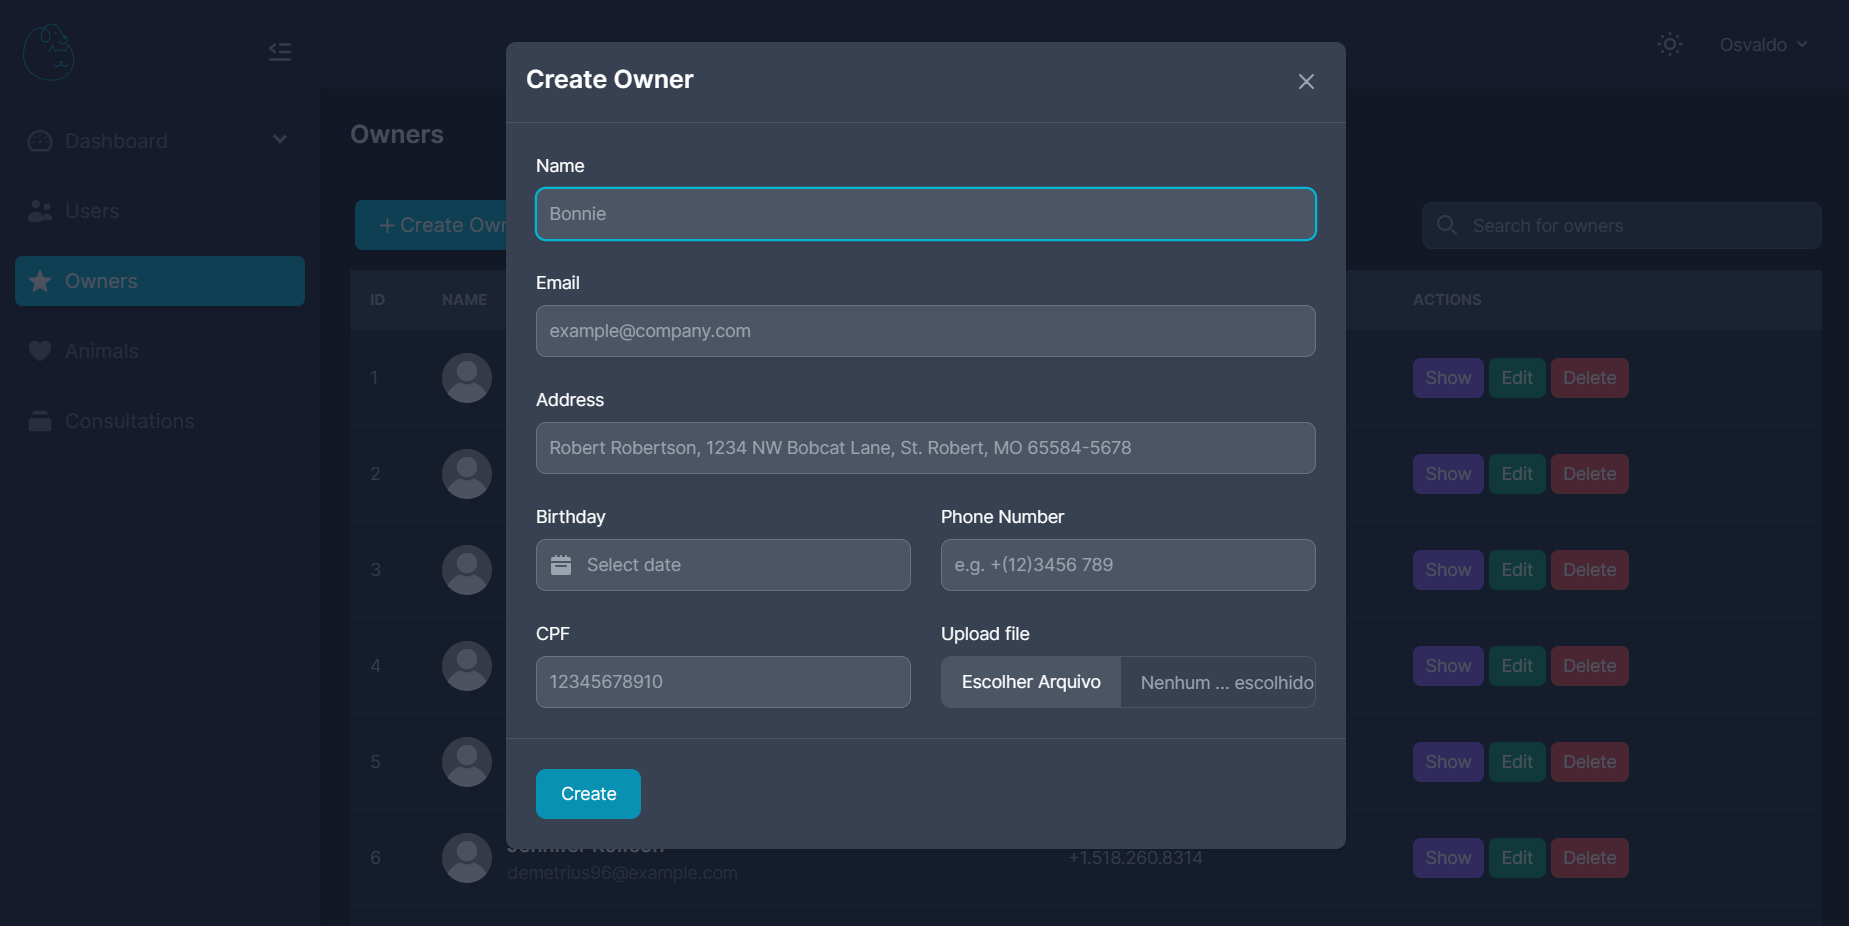 Osvaldo
Dashboard
Users
Owners
Animals
Consultations
Owners
+ Create Own
Search for owners
ID NAME ACTIONS
1 Show Edit Delete
2 Show Edit Delete
3 Show Edit Delete
4 Show Edit Delete
5 Show Edit Delete
6 +1.518.260.8314 Show Edit Delete
demetrius96@example.com
Create Owner
Name
Bonnie
Email
example@company.com
Address
Robert Robertson, 1234 NW Bobcat Lane, St. Robert, MO 65584-5678
Birthday Phone Number
Select date e.g. +(12)3456 789
CPF Upload file
12345678910 Escolher Arquivo Nenhum ... escolhido
Create